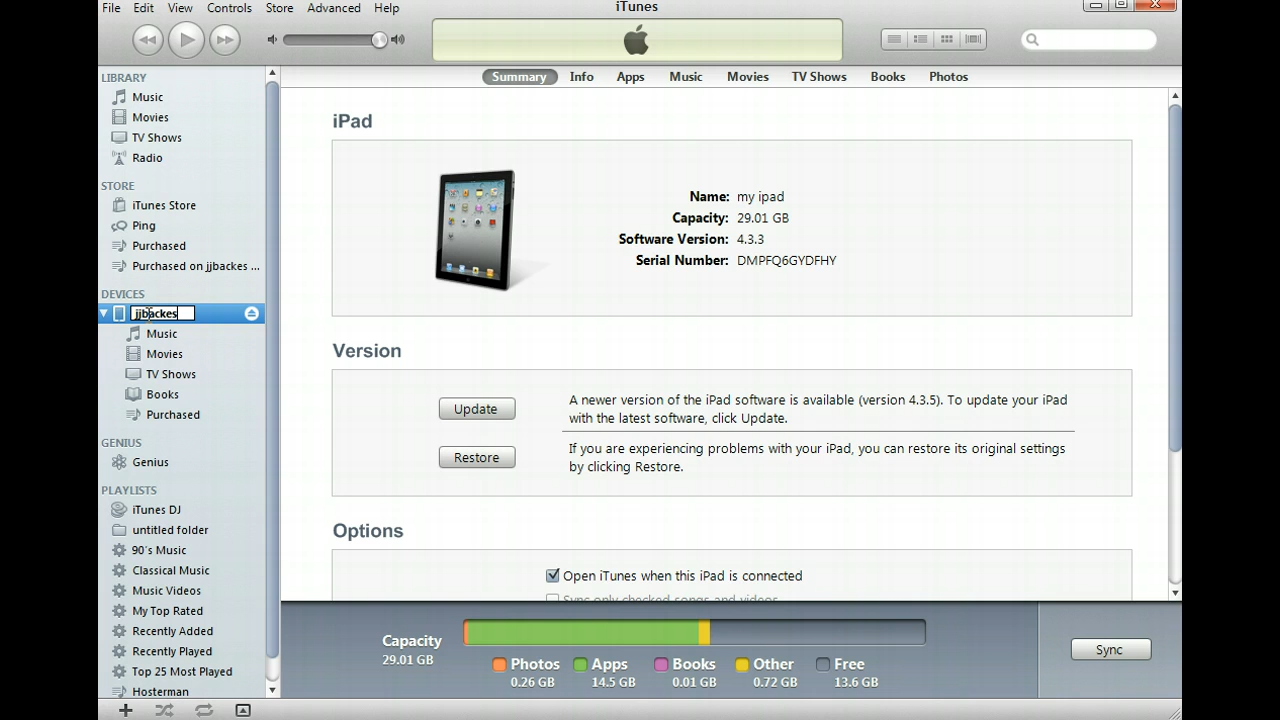 File Edit View Controls Store Advanced Help
iTunes
LIBRARY
Music
Movies
TV Shows
Radio
STORE
iTunes Store
Ping
Purchased
Purchased on jjbackes ...
DEVICES
jjbackes
Music
Movies
TV Shows
Books
Purchased
GENIUS
Genius
PLAYLISTS
iTunes DJ
untitled folder
90's Music
Classical Music
Music Videos
My Top Rated
Recently Added
Recently Played
Top 25 Most Played
Hosterman
Summary Info Apps Music Movies TV Shows Books Photos
iPad
Name: my ipad
Capacity: 29.01 GB
Software Version: 4.3.3
Serial Number: DMPFQ6GYDFHY
Version
Update
A newer version of the iPad software is available (version 4.3.5). To update your iPad
with the latest software, click Update.
Restore
If you are experiencing problems with your iPad, you can restore its original settings
by clicking Restore.
Options
Open iTunes when this iPad is connected
Sync only checked songs and videos
Capacity
29.01 GB
Photos Apps Books Other Free
0.26 GB 14.5 GB 0.01 GB 0.72 GB 13.6 GB
Sync